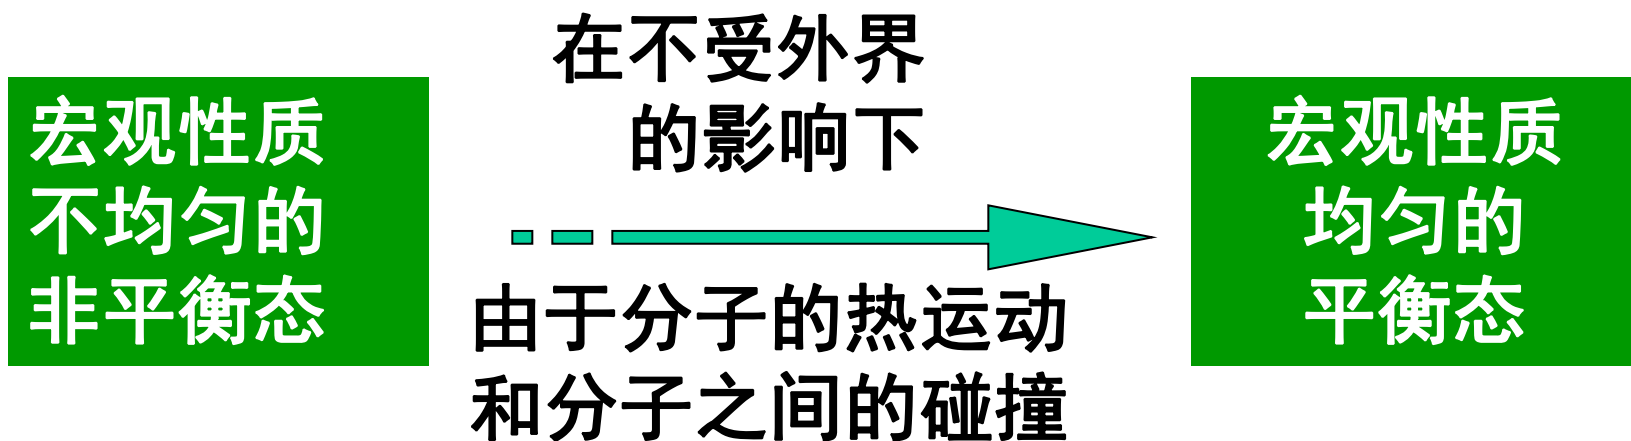 宏观性质
不均匀的
非平衡态
在不受外界
的影响下
由于分子的热运动
和分子之间的碰撞
宏观性质
均匀的
平衡态